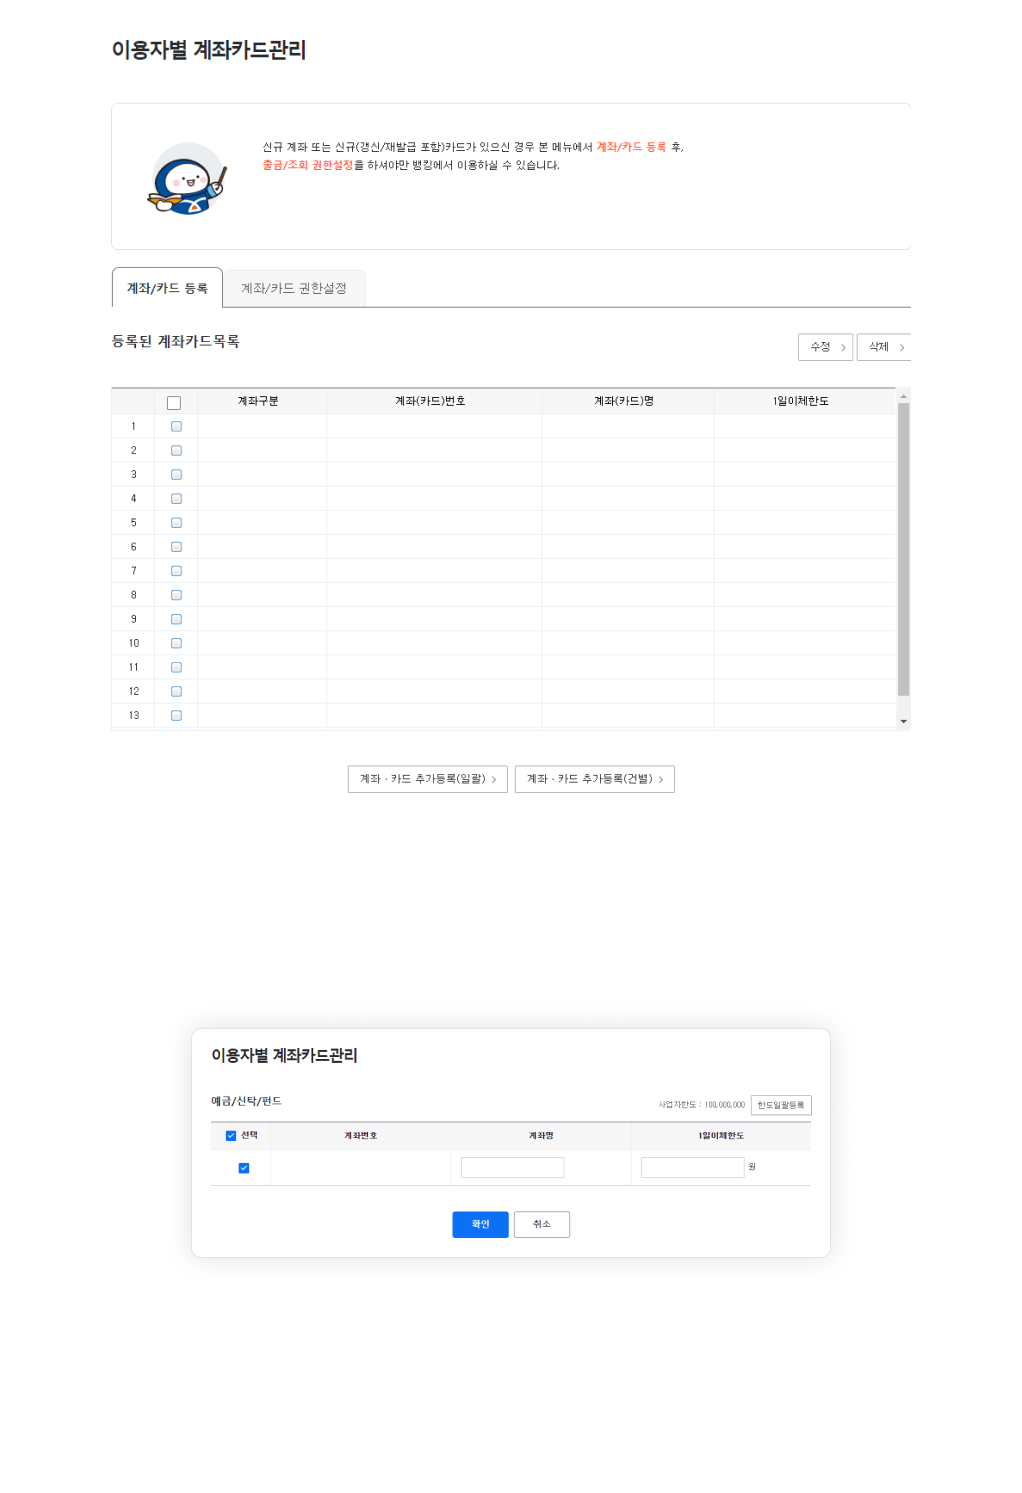 이용자별 계좌카드관리
신규 계좌 또는 신규(갱신/재발급 포함)카드가 있으신 경우 본 메뉴에서 계좌/카드 등록 후,
출금/조회 권한설정을 하셔야만 뱅킹에서 이용하실 수 있습니다.
계좌/카드 등록 계좌/카드 권한설정
등록된 계좌카드목록 수정 삭제
계좌구분 계좌(카드)번호 계좌(카드)명 1일이체한도
1
2
3
4
5
6
7
8
9
10
11
12
13
계좌 · 카드 추가등록(일괄) 계좌 · 카드 추가등록(건별)
이용자별 계좌카드관리
예금/신탁/펀드 사업자한도 : 100,000,000 한도일괄등록
선택 계좌번호 계좌명 1일이체한도
원
확인 취소